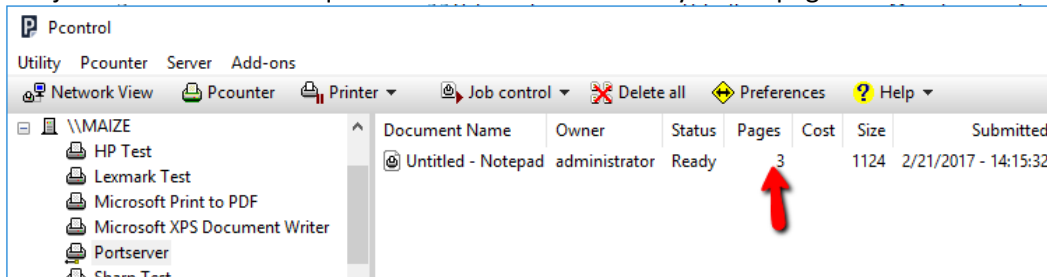 Pcontrol
Utility Pcounter Server Add-ons
Network View Pcounter Printer Job control Delete all Preferences ? Help
\\MAIZE
Document Name Owner Status Pages Cost Size Submitted
HP Test
Untitled - Notepad administrator Ready 3 1124 2/21/2017 - 14:15:32
Lexmark Test
Microsoft Print to PDF
Microsoft XPS Document Writer
Portserver
Sharp Test